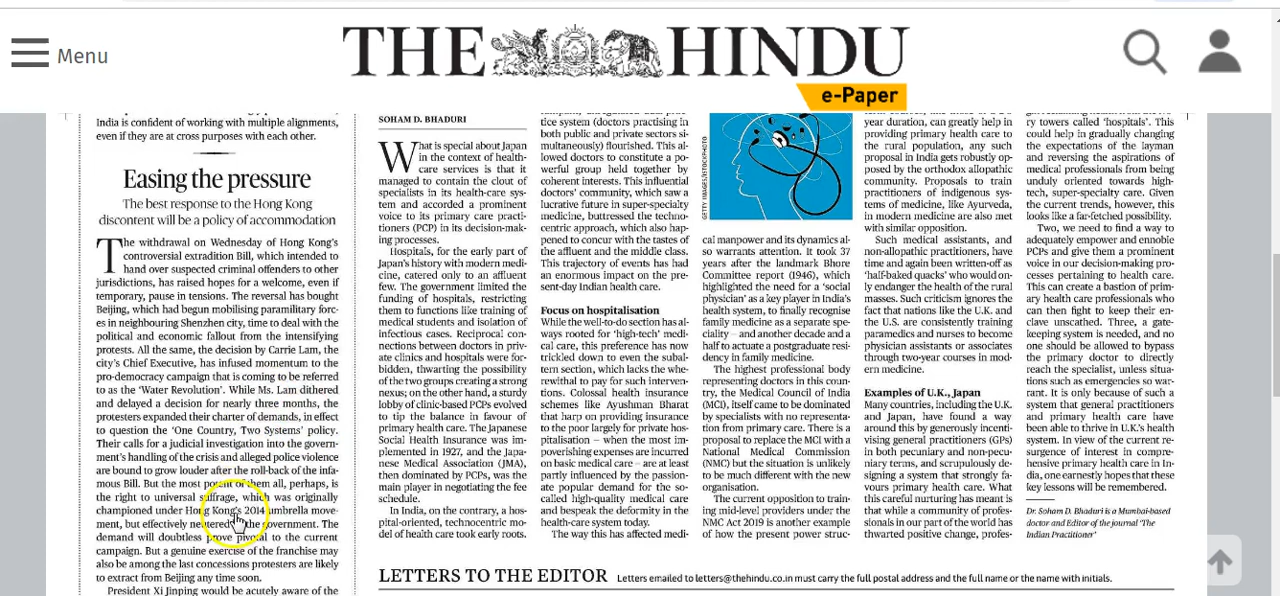 Menu
THE HINDU
e-Paper
India is confident of working with multiple alignments,
even if they are at cross purposes with each other.
Easing the pressure
The best response to the Hong Kong
discontent will be a policy of accommodation
The withdrawal on Wednesday of Hong Kong's
controversial extradition Bill, which intended to
hand over suspected criminal offenders to other
jurisdictions, has raised hopes for a welcome, even if
temporary, pause in tensions. The reversal has bought
Beijing, which had begun mobilising paramilitary forc-
es in neighbouring Shenzhen city, time to deal with the
political and economic fallout from the intensifying
protests. All the same, the decision by Carrie Lam, the
city's Chief Executive, has infused momentum to the
pro-democracy campaign that is coming to be referred
to as the 'Water Revolution'. While Ms. Lam dithered
and delayed a decision for nearly three months, the
protesters expanded their charter of demands, in effect
to question the 'One Country, Two Systems' policy.
Their calls for a judicial investigation into the govern-
ment's handling of the crisis and alleged police violence
are bound to grow louder after the roll-back of the infa-
mous Bill. But the most potent of them all, perhaps, is
the right to universal suffrage, which was originally
championed under Hong Kong's 2014 umbrella move-
ment, but effectively neutered by the government. The
demand will doubtless prove pivotal to the current
campaign. But a genuine exercise of the franchise may
also be among the last concessions protesters are likely
to extract from Beijing any time soon.
President Xi Jinping would be acutely aware of the
SOHAM D. BHADURI
What is special about Japan
in the context of health-
care services is that it
managed to contain the clout of
specialists in its health-care sys-
tem and accorded a prominent
voice to its primary care practi-
tioners (PCP) in its decision-mak-
ing processes.
Hospitals, for the early part of
Japan's history with modern medi-
cine, catered only to an affluent
few. The government limited the
funding of hospitals, restricting
them to functions like training of
medical students and isolation of
infectious cases. Reciprocal con-
nections between doctors in priv-
ate clinics and hospitals were for-
bidden, thwarting the possibility
of the two groups creating a strong
nexus; on the other hand, a sturdy
lobby of clinic-based PCPs evolved
to tip the balance in favour of
primary health care. The Japanese
Social Health Insurance was im-
plemented in 1927, and the Japa-
nese Medical Association (JMA),
then dominated by PCPs, was the
main player in negotiating the fee
schedule.
In India, on the contrary, a hos-
pital-oriented, technocentric mo-
del of health care took early roots.
tice system (doctors practising in
both public and private sectors si-
multaneously) flourished. This al-
lowed doctors to constitute a po-
werful group held together by
coherent interests. This influential
doctors' community, which saw a
lucrative future in super-specialty
medicine, buttressed the techno-
centric approach, which also hap-
pened to concur with the tastes of
the affluent and the middle class.
This trajectory of events has had
an enormous impact on the pre-
sent-day Indian health care.
Focus on hospitalisation
While the well-to-do section has al-
ways rooted for 'high-tech' medi-
cal care, this preference has now
trickled down to even the subal-
tern section, which lacks the whe-
rewithal to pay for such interven-
tions. Colossal health insurance
schemes like Ayushman Bharat
that harp on providing insurance
to the poor largely for private hos-
pitalisation – when the most im-
poverishing expenses are incurred
on basic medical care – are at least
partly influenced by the passion-
ate popular demand for the so-
called high-quality medical care
and bespeak the deformity in the
health-care system today.
The way this has affected medi-
GETTY IMAGES/ISTOCKPHOTO
cal manpower and its dynamics al-
so warrants attention. It took 37
years after the landmark Bhore
Committee report (1946), which
highlighted the need for a 'social
physician' as a key player in India's
health system, to finally recognise
family medicine as a separate spe-
ciality – and another decade and a
half to actuate a postgraduate resi-
dency in family medicine.
The highest professional body
representing doctors in this coun-
try, the Medical Council of India
(MCI), itself came to be dominated
by specialists with no representa-
tion from primary care. There is a
proposal to replace the MCI with a
National Medical Commission
(NMC) but the situation is unlikely
to be much different with the new
organisation.
The current opposition to train-
ing mid-level providers under the
NMC Act 2019 is another example
of how the present power struc-
year duration, can greatly help in
providing primary health care to
the rural population, any such
proposal in India gets robustly op-
posed by the orthodox allopathic
community. Proposals to train
practitioners of indigenous sys-
tems of medicine, like Ayurveda,
in modern medicine are also met
with similar opposition.
Such medical assistants, and
non-allopathic practitioners, have
time and again been written-off as
'half-baked quacks' who would on-
ly endanger the health of the rural
masses. Such criticism ignores the
fact that nations like the U.K. and
the U.S. are consistently training
paramedics and nurses to become
physician assistants or associates
through two-year courses in mod-
ern medicine.
Examples of U.K., Japan
Many countries, including the U.K.
and Japan, have found a way
around this by generously incenti-
vising general practitioners (GPs)
in both pecuniary and non-pecu-
niary terms, and scrupulously de-
signing a system that strongly fa-
vours primary health care. What
this careful nurturing has meant is
that while a community of profes-
sionals in our part of the world has
thwarted positive change, profes-
ry towers called 'hospitals'. This
could help in gradually changing
the expectations of the layman
and reversing the aspirations of
medical professionals from being
unduly oriented towards high-
tech, super-specialty care. Given
the current trends, however, this
looks like a far-fetched possibility.
Two, we need to find a way to
adequately empower and ennoble
PCPs and give them a prominent
voice in our decision-making pro-
cesses pertaining to health care.
This can create a bastion of prim-
ary health care professionals who
can then fight to keep their en-
clave unscathed. Three, a gate-
keeping system is needed, and no
one should be allowed to bypass
the primary doctor to directly
reach the specialist, unless situa-
tions such as emergencies so war-
rant. It is only because of such a
system that general practitioners
and primary health care have
been able to thrive in U.K.'s health
system. In view of the current re-
surgence of interest in compre-
hensive primary health care in In-
dia, one earnestly hopes that these
key lessons will be remembered.
Dr. Soham D. Bhaduri is a Mumbai-based
doctor and Editor of the journal 'The
Indian Practitioner'
LETTERS TO THE EDITOR Letters emailed to letters@thehindu.co.in must carry the full postal address and the full name or the name with initials.